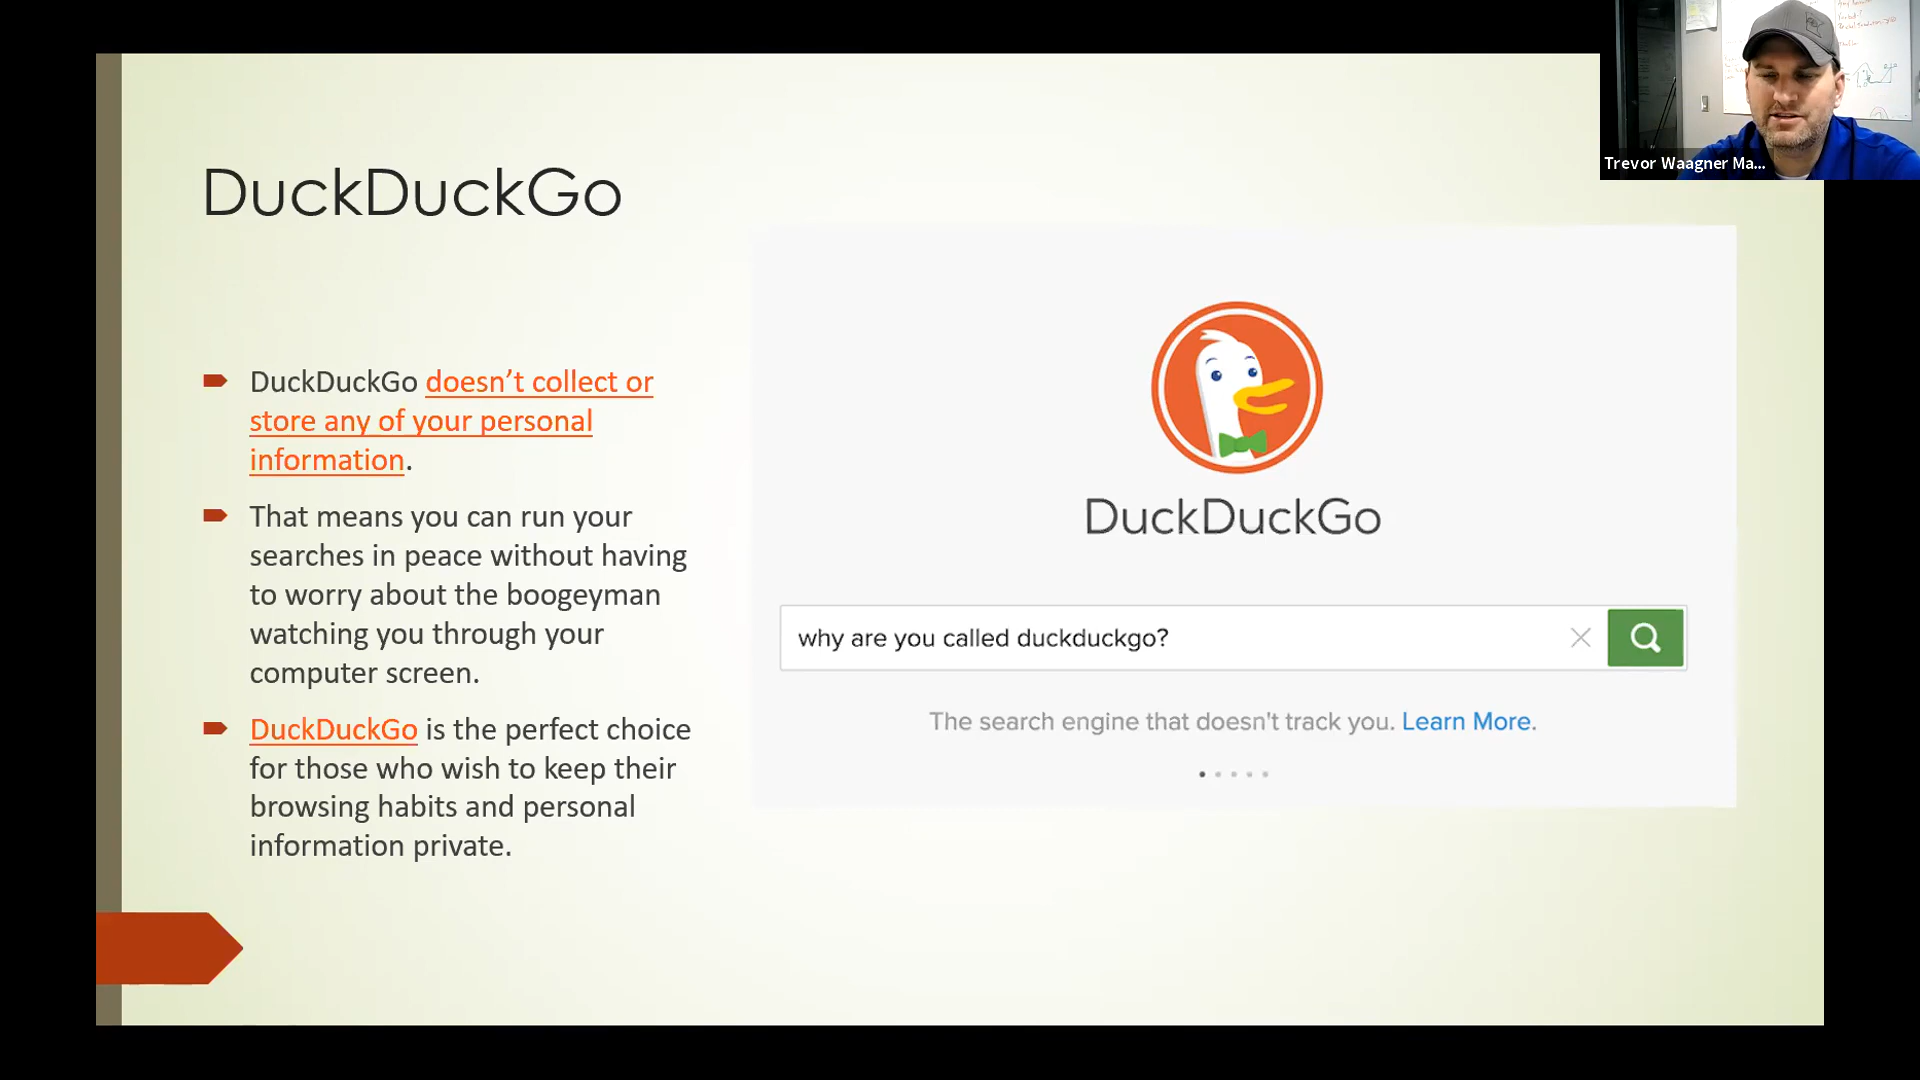 Trevor Waagner Ma...
DuckDuckGo
DuckDuckGo doesn’t collect or
store any of your personal
information.
That means you can run your
searches in peace without having
to worry about the boogeyman
watching you through your
computer screen.
DuckDuckGo is the perfect choice
for those who wish to keep their
browsing habits and personal
information private.
DuckDuckGo
why are you called duckduckgo?
The search engine that doesn't track you. Learn More.